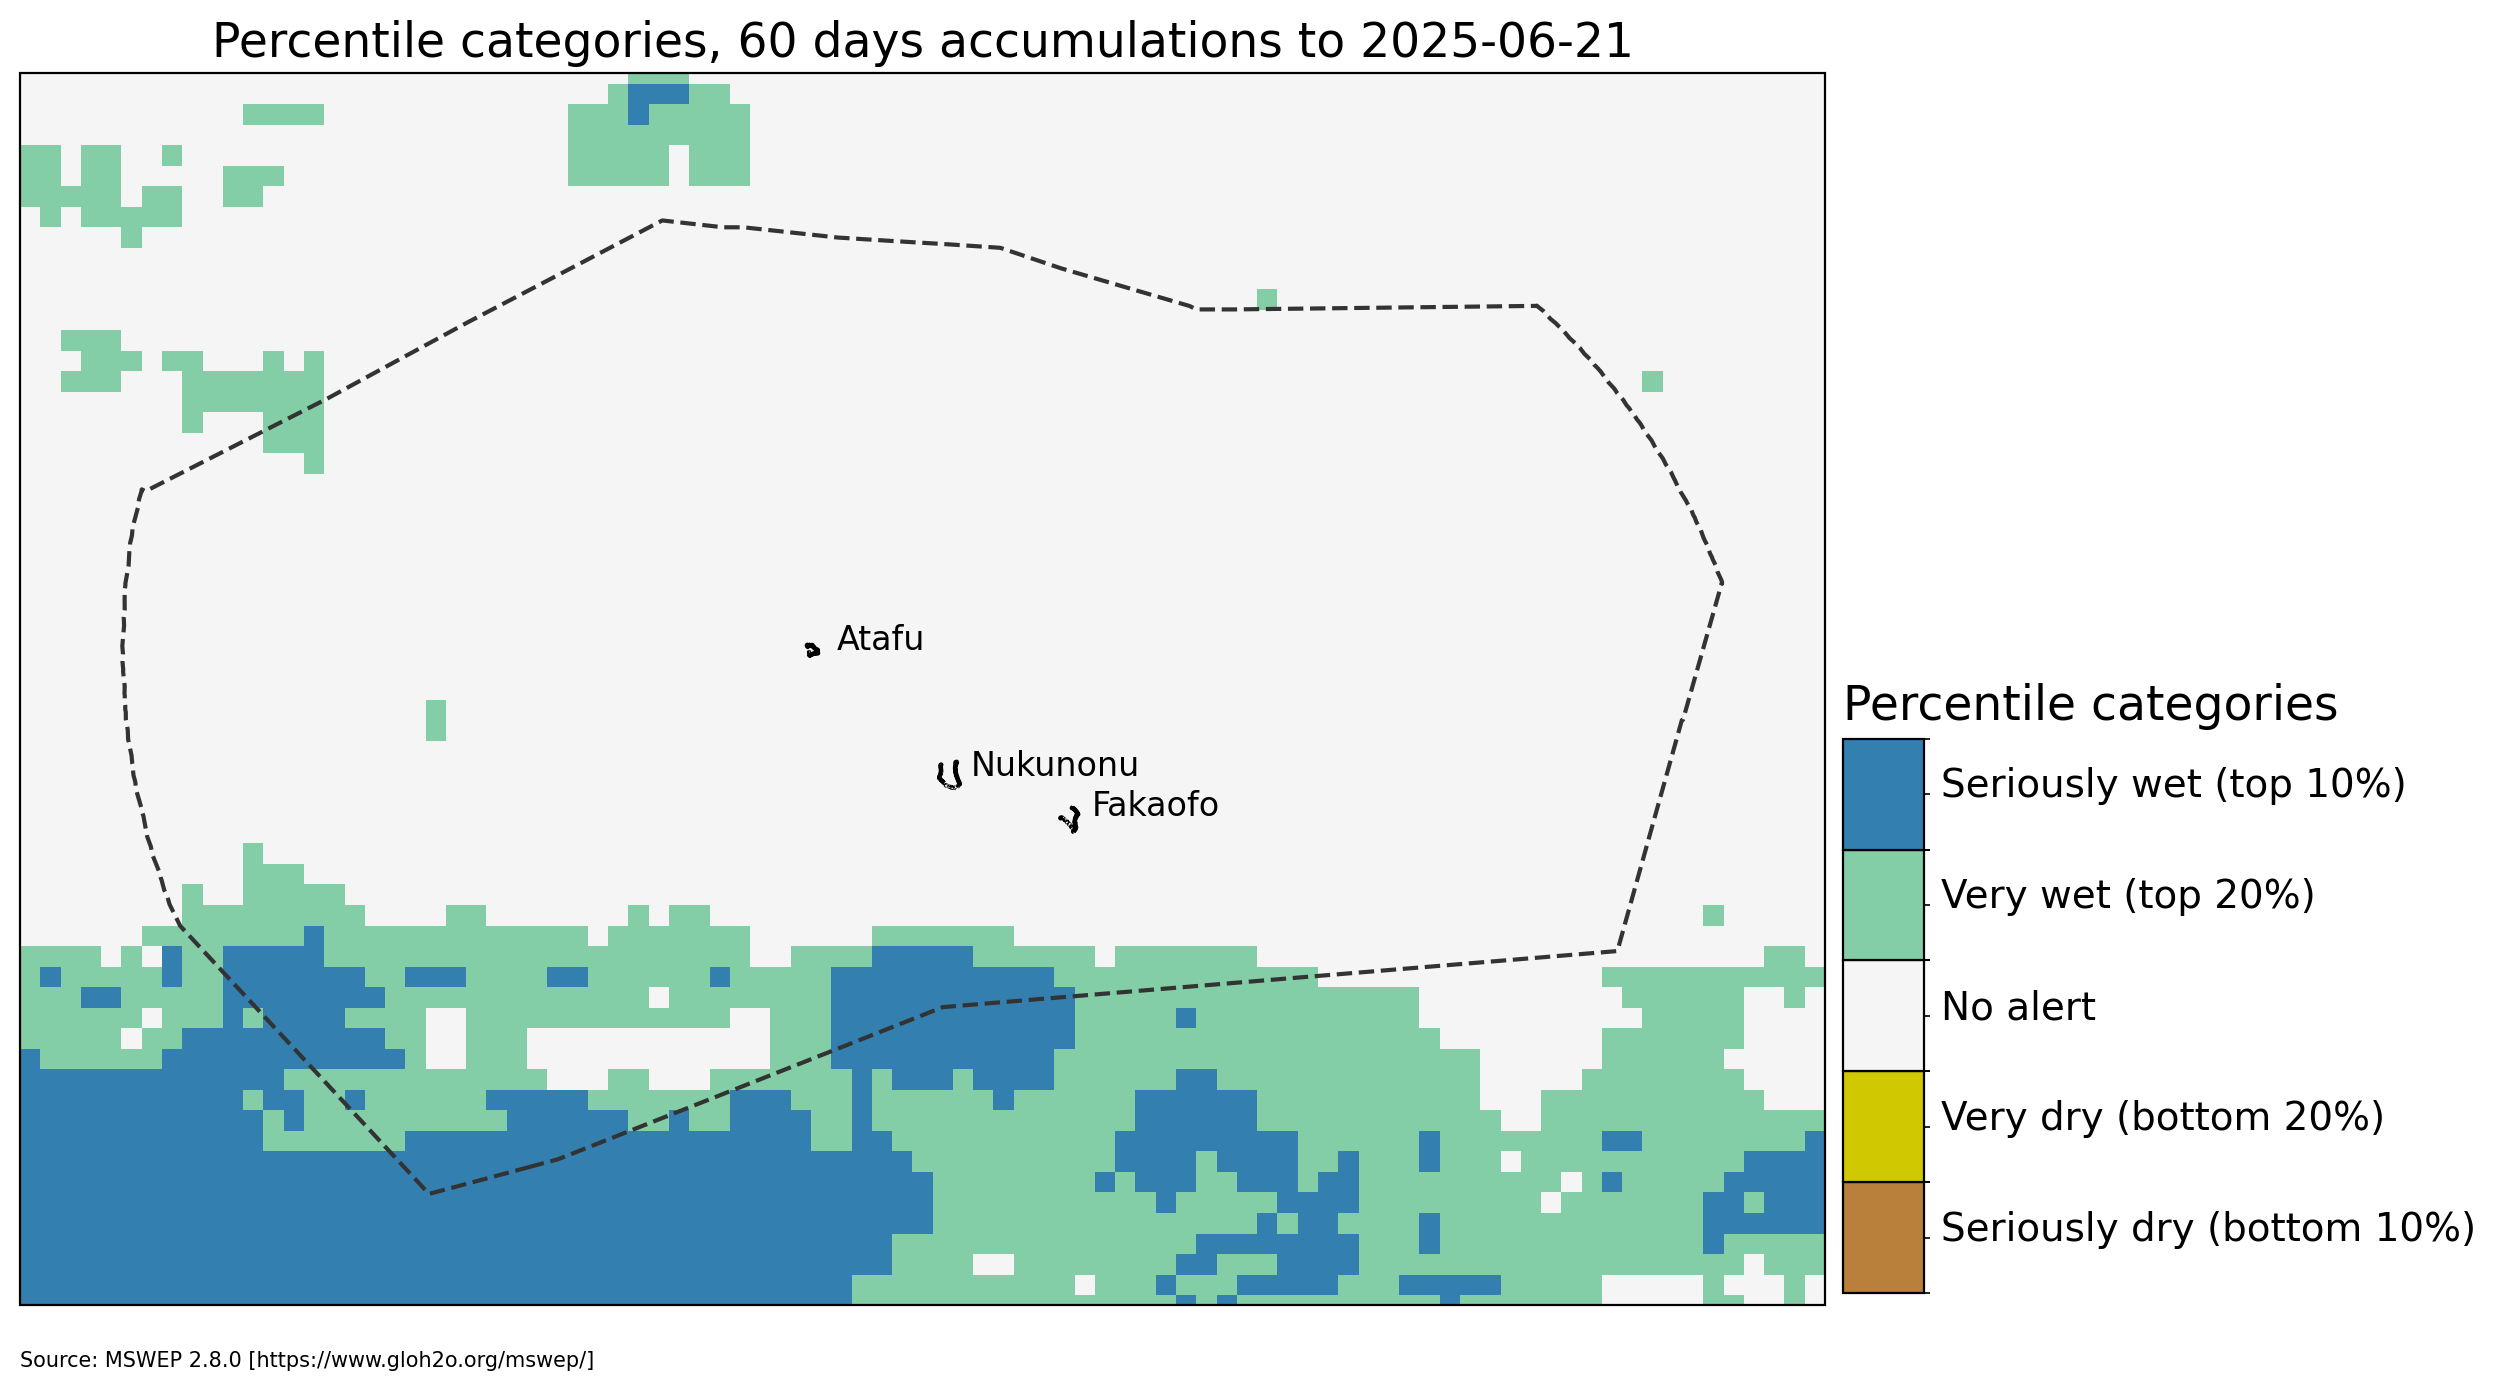 Percentile categories, 60 days accumulations to 2025-06-21
Atafu
Nukunonu
Fakaofo
Percentile categories
Seriously wet (top 10%)
Very wet (top 20%)
No alert
Very dry (bottom 20%)
Seriously dry (bottom 10%)
Source: MSWEP 2.8.0 [https://www.gloh2o.org/mswep/]